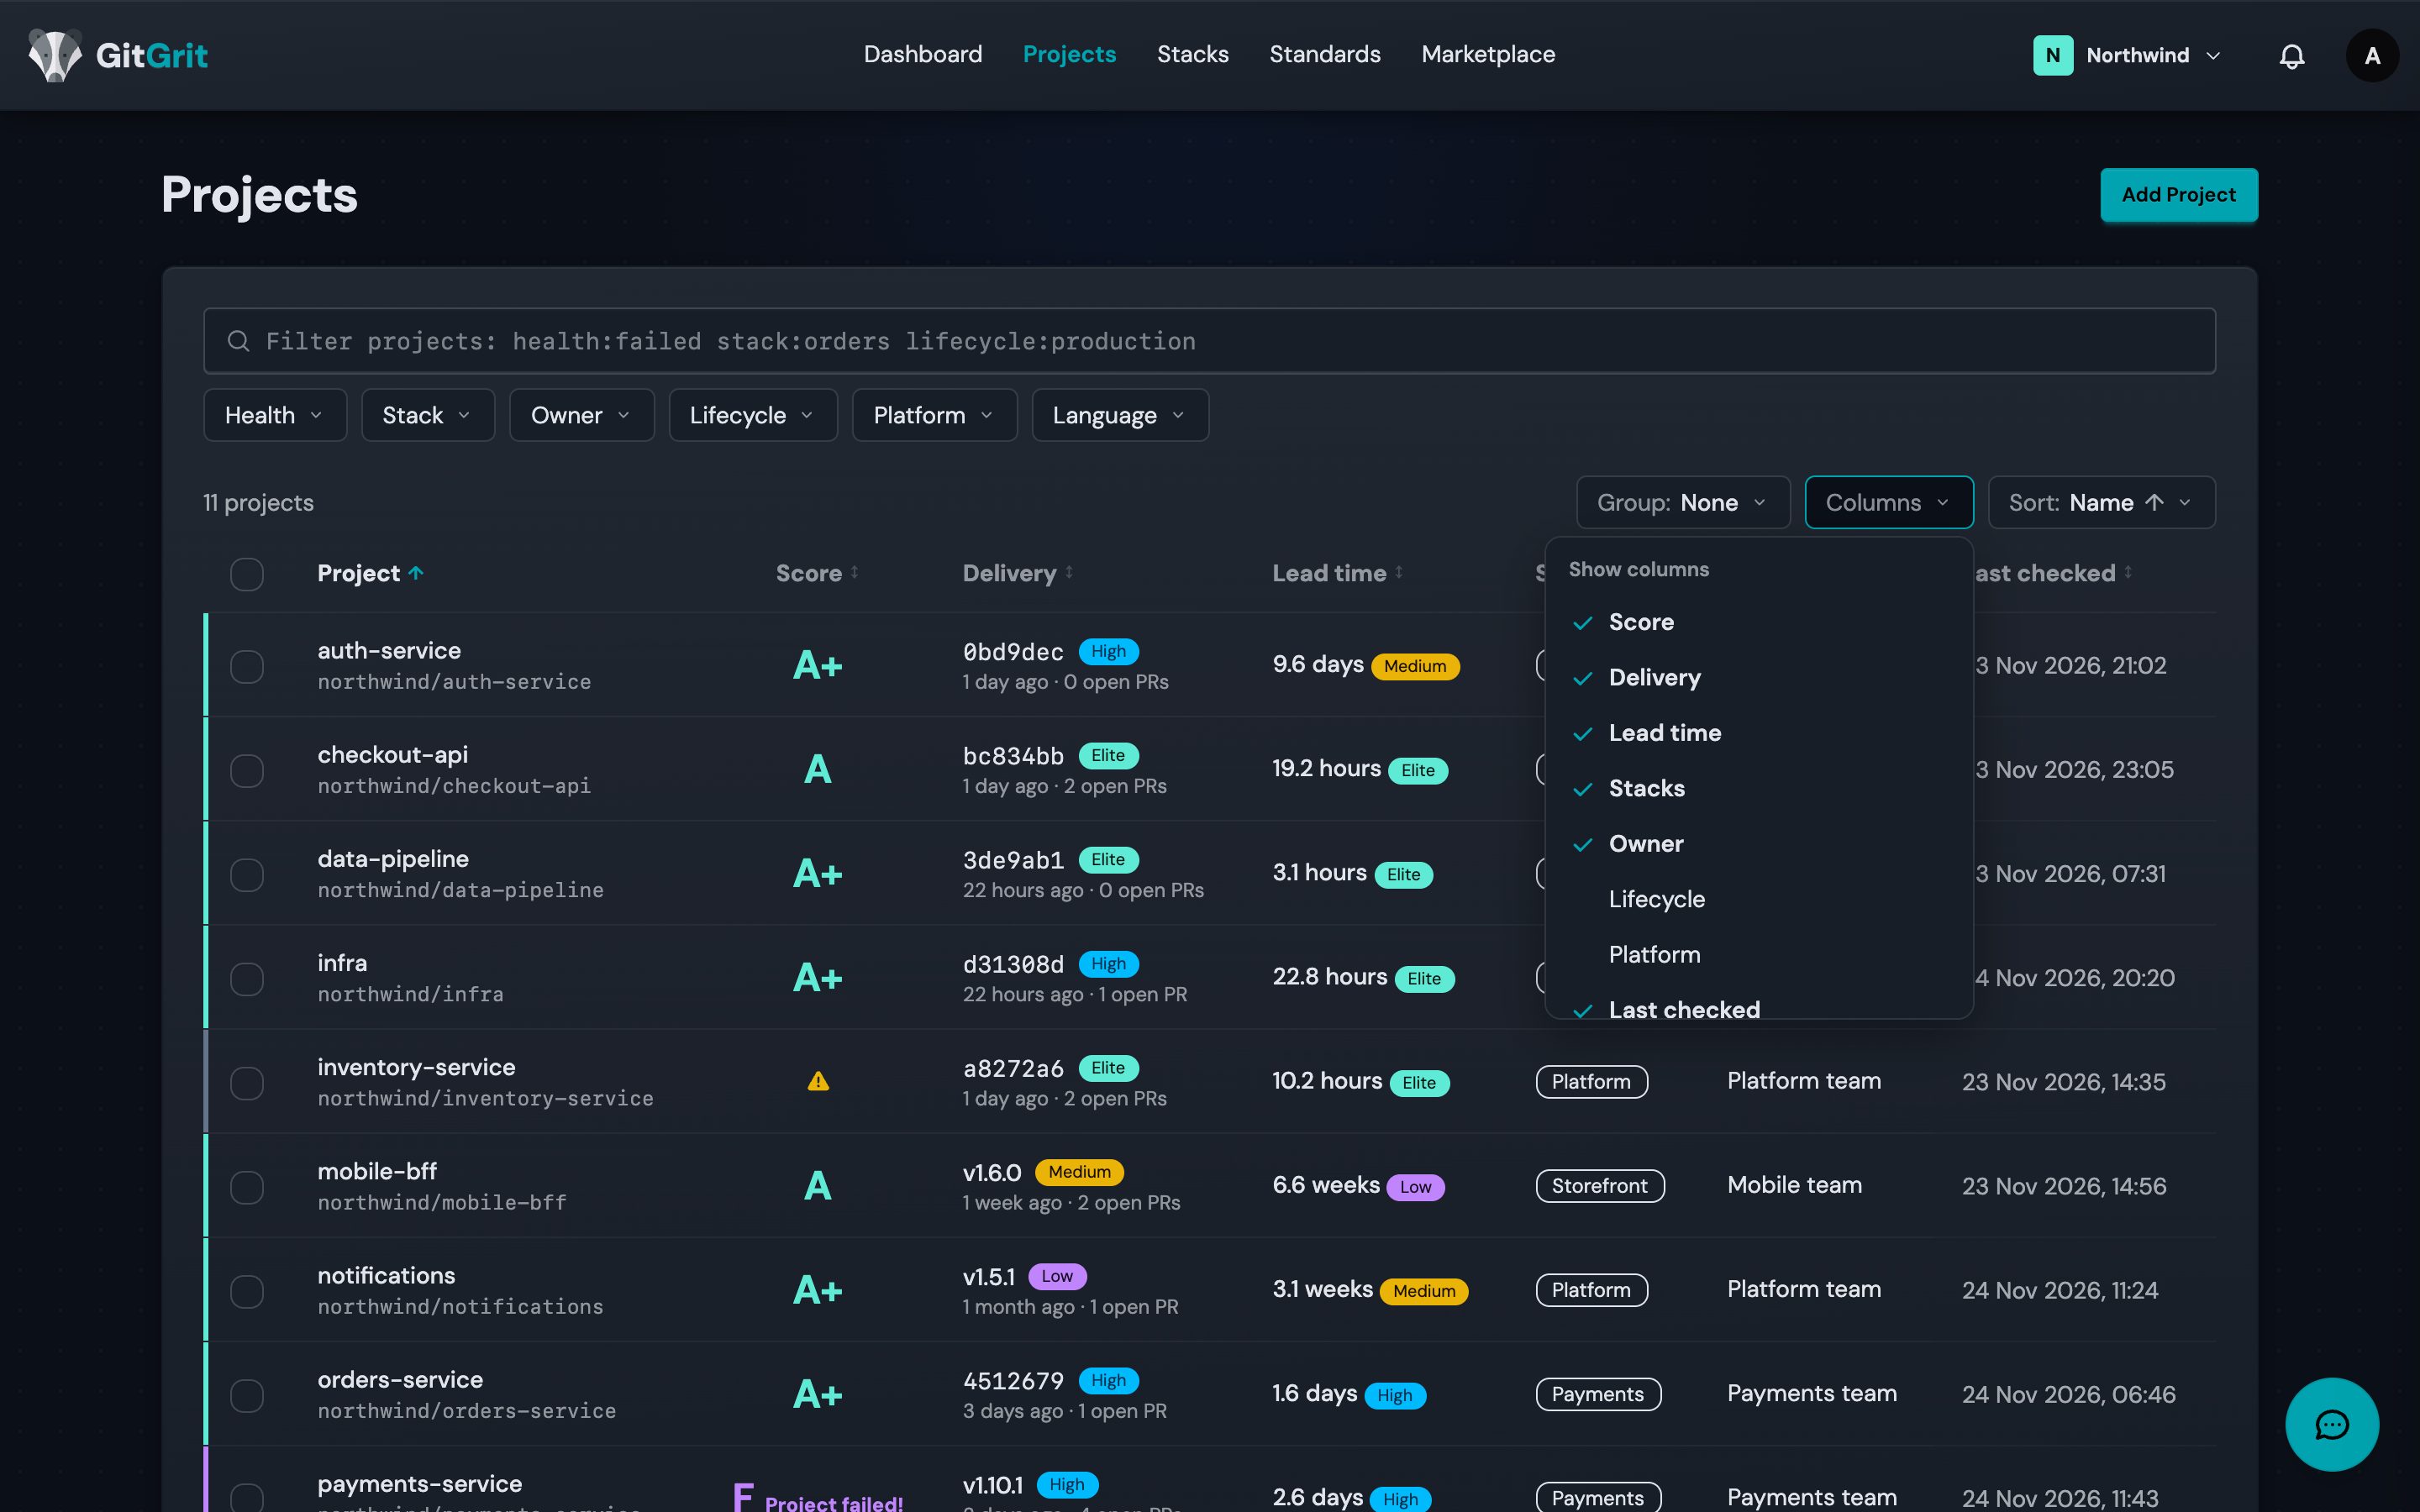 GitGrit
Dashboard Projects Stacks Standards Marketplace
N Northwind
A
Projects
Add Project
Filter projects: health:failed stack:orders lifecycle:production
Health Stack Owner Lifecycle Platform Language
11 projects
Group: None Columns Sort: Name
Project Score Delivery Lead time ast checked
Show columns
Score
Delivery
Lead time
Stacks
Owner
Lifecycle
Platform
Last checked
auth-service A+ 0bd9dec High 9.6 days Medium 3 Nov 2026, 21:02
northwind/auth-service 1 day ago · 0 open PRs
checkout-api A bc834bb Elite 19.2 hours Elite 3 Nov 2026, 23:05
northwind/checkout-api 1 day ago · 2 open PRs
data-pipeline A+ 3de9ab1 Elite 3.1 hours Elite 3 Nov 2026, 07:31
northwind/data-pipeline 22 hours ago · 0 open PRs
infra A+ d31308d High 22.8 hours Elite 4 Nov 2026, 20:20
northwind/infra 22 hours ago · 1 open PR
inventory-service a8272a6 Elite 10.2 hours Elite Platform Platform team 23 Nov 2026, 14:35
northwind/inventory-service 1 day ago · 2 open PRs
mobile-bff A v1.6.0 Medium 6.6 weeks Low Storefront Mobile team 23 Nov 2026, 14:56
northwind/mobile-bff 1 week ago · 2 open PRs
notifications A+ v1.5.1 Low 3.1 weeks Medium Platform Platform team 24 Nov 2026, 11:24
northwind/notifications 1 month ago · 1 open PR
orders-service A+ 4512679 High 1.6 days High Payments Payments team 24 Nov 2026, 06:46
northwind/orders-service 3 days ago · 1 open PR
payments-service F Project failed! v1.10.1 High 2.6 days High Payments Payments team 24 Nov 2026, 11:43